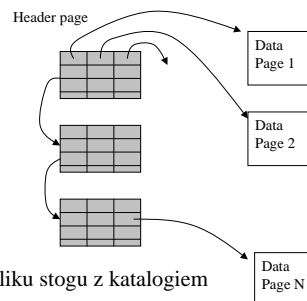 Header page
Data
Page 1
Data
Page 2
liku stogu z katalogiem
Data
Page N